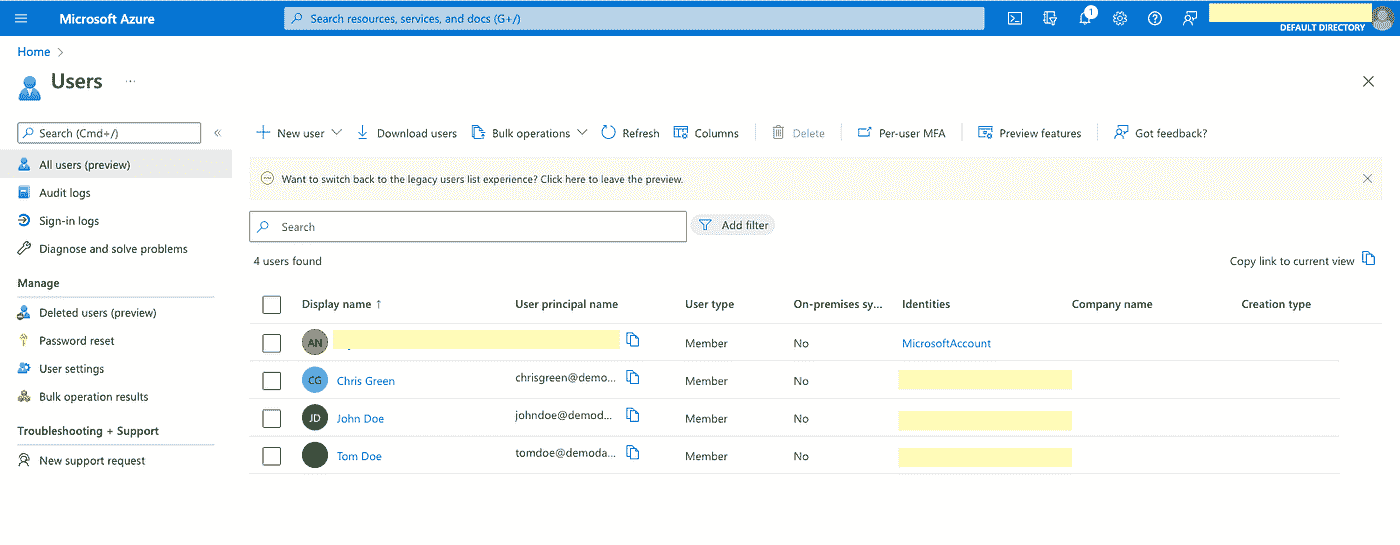 Microsoft Azure
Search resources, services, and docs (G+/)
1
DEFAULT DIRECTORY
Home
Users
...
Search (Cmd+/)
«
New user
Download users
Bulk operations
Refresh
Columns
Delete
Per-user MFA
Preview features
Got feedback?
All users (preview)
Audit logs
Sign-in logs
Diagnose and solve problems
Manage
Deleted users (preview)
Password reset
User settings
Bulk operation results
Troubleshooting + Support
New support request
Want to switch back to the legacy users list experience? Click here to leave the preview.
Search
Add filter
4 users found
Copy link to current view
Display name ↑ User principal name User type On-premises sy... Identities Company name Creation type
AN Member No MicrosoftAccount
CG Chris Green chrisgreen@demo... Member No
JD John Doe johndoe@demod... Member No
Tom Doe tomdoe@demoda... Member No